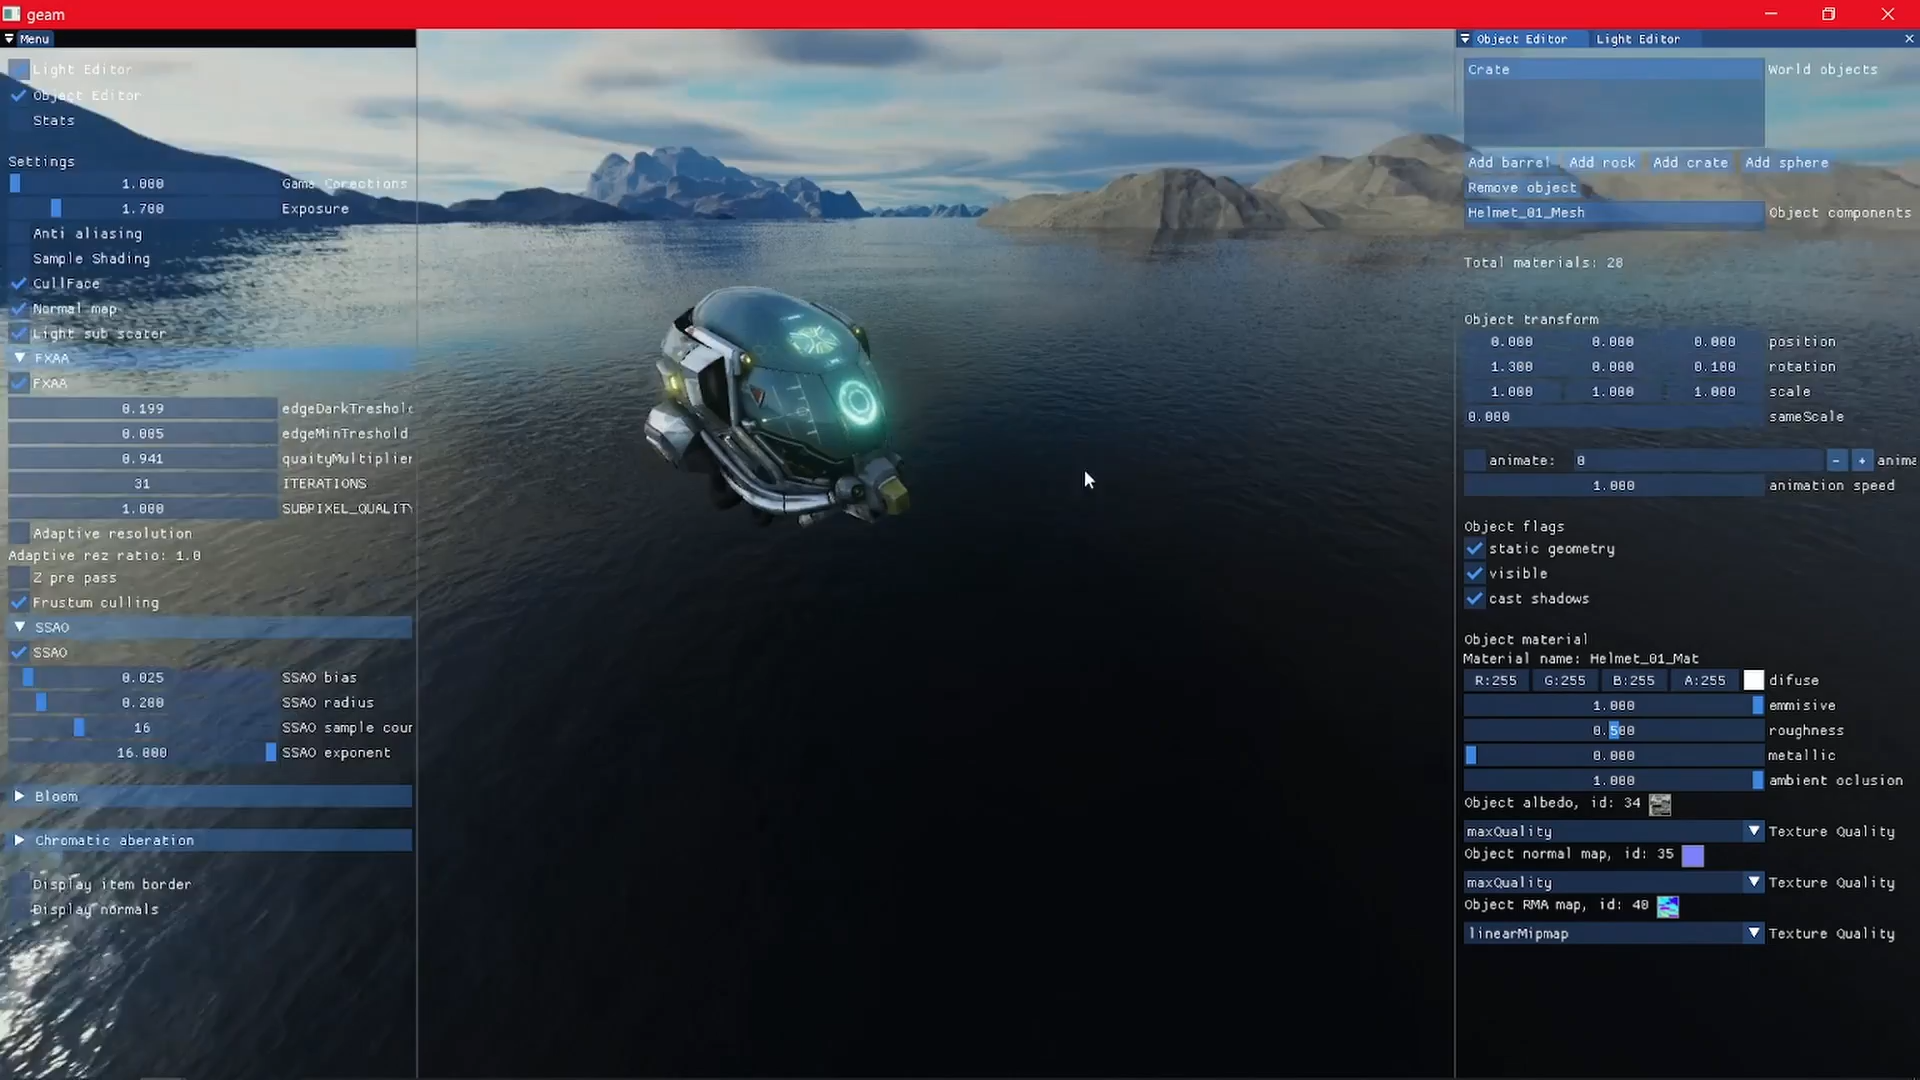 geam
Menu
Light Editor
Object Editor
Stats
Settings
1.000 Gama Corections
1.700 Exposure
Anti aliasing
Sample Shading
CullFace
Normal map
Light sub scater
FXAA
FXAA
0.199 edgeDarkTreshold
0.005 edgeMinTreshold
0.941 quaityMultiplier
31 ITERATIONS
1.000 SUBPIXEL_QUALITY
Adaptive resolution
Adaptive rez ratio: 1.0
Z pre pass
Frustum culling
SSAO
SSAO
0.025 SSAO bias
0.200 SSAO radius
16 SSAO sample cour
16.000 SSAO exponent
Bloom
Chromatic aberation
Display item border
Display normals
Object Editor Light Editor
Crate World objects
Add barrel Add rock Add crate Add sphere
Remove object
Helmet_01_Mesh Object components
Total materials: 20
Object transform
0.000 0.000 0.000 position
1.300 0.000 0.100 rotation
1.000 1.000 1.000 scale
0.000 sameScale
animate: 0 - + anima
1.000 animation speed
Object flags
static geometry
visible
cast shadows
Object material
Material name: Helmet_01_Mat
R:255 G:255 B:255 A:255 difuse
1.000 emmisive
0.500 roughness
0.000 metallic
1.000 ambient oclusion
Object albedo, id: 34
maxQuality Texture Quality
Object normal map, id: 35
maxQuality Texture Quality
Object RMA map, id: 40
linearMipmap Texture Quality